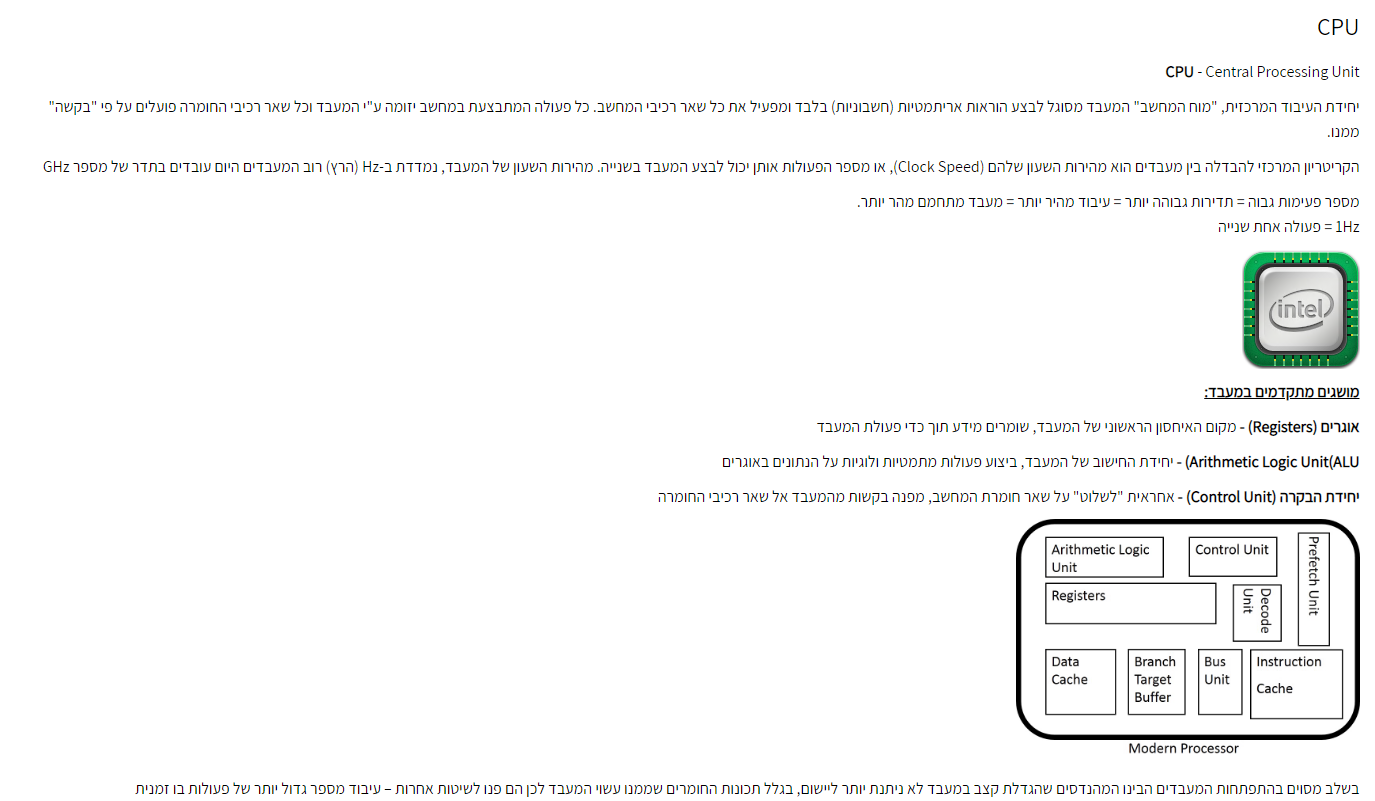 CPU
CPU - Central Processing Unit
יחידת העיבוד המרכזית, "מוח המחשב" המעבד מסוגל לבצע הוראות אריתמטיות (חשבוניות) בלבד ומפעיל את כל שאר רכיבי המחשב. כל פעולה המתבצעת במחשב יזומה ע"י המעבד וכל שאר רכיבי החומרה פועלים על פי "בקשה"
ממנו.
הקריטריון המרכזי להבדלה בין מעבדים הוא מהירות השעון שלהם (Clock Speed), או מספר הפעולות אותן יכול לבצע המעבד בשנייה. מהירות השעון של המעבד, נמדדת ב-Hz (הרץ) רוב המעבדים היום עובדים בתדר של מספר GHz
מספר פעימות גבוה = תדירות גבוהה יותר = עיבוד מהיר יותר = מעבד מתחמם מהר יותר.
1Hz = פעולה אחת שנייה
intel
מושגים מתקדמים במעבד:
אוגרים (Registers) - מקום האיחסון הראשוני של המעבד, שומרים מידע תוך כדי פעולת המעבד
Arithmetic Logic Unit(ALU) - יחידת החישוב של המעבד, ביצוע פעולות מתמטיות ולוגיות על הנתונים באוגרים
יחידת הבקרה (Control Unit) - אחראית "לשלוט" על שאר חומרת המחשב, מפנה בקשות מהמעבד אל שאר רכיבי החומרה
Arithmetic Logic
Unit
Control Unit
Prefetch Unit
Registers
Decode
Unit
Data
Cache
Branch
Target
Buffer
Bus
Unit
Instruction
Cache
Modern Processor
בשלב מסוים בהתפתחות המעבדים הבינו המהנדסים שהגדלת קצב במעבד לא ניתנת יותר ליישום, בגלל תכונות החומרים שממנו עשוי המעבד לכן הם פנו לשיטות אחרות – עיבוד מספר גדול יותר של פעולות בו זמנית